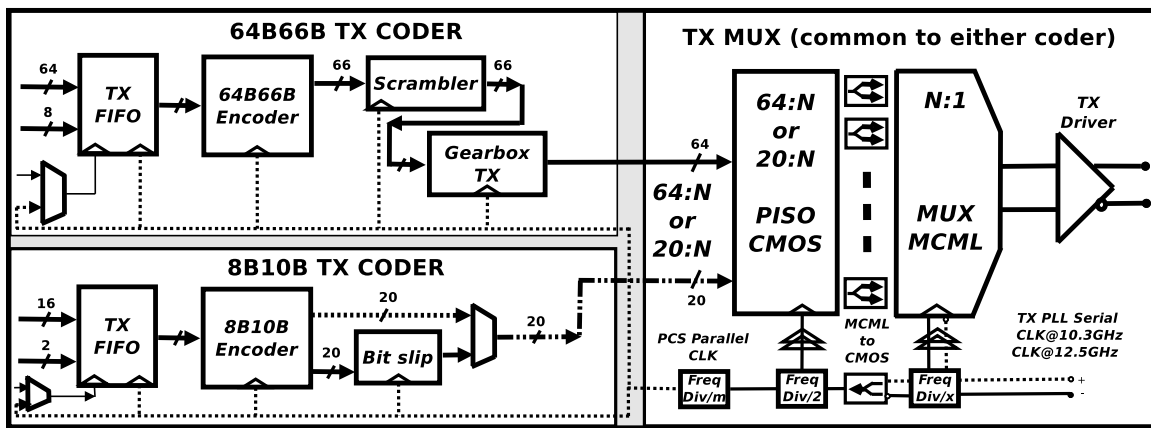 64B66B TX CODER
64
8
TX
FIFO
64B66B
Encoder
66
Scrambler
66
Gearbox
TX
8B10B TX CODER
16
2
TX
FIFO
8B10B
Encoder
20
20
Bit slip
20
TX MUX (common to either coder)
64
64:N
or
20:N
20
64:N
or
20:N
PISO
CMOS
N:1
MUX
MCML
TX
Driver
MCML
to
CMOS
PCS Parallel
CLK
Freq
Div/m
Freq
Div/2
Freq
Div/x
TX PLL Serial
CLK@10.3GHz
CLK@12.5GHz
+
-